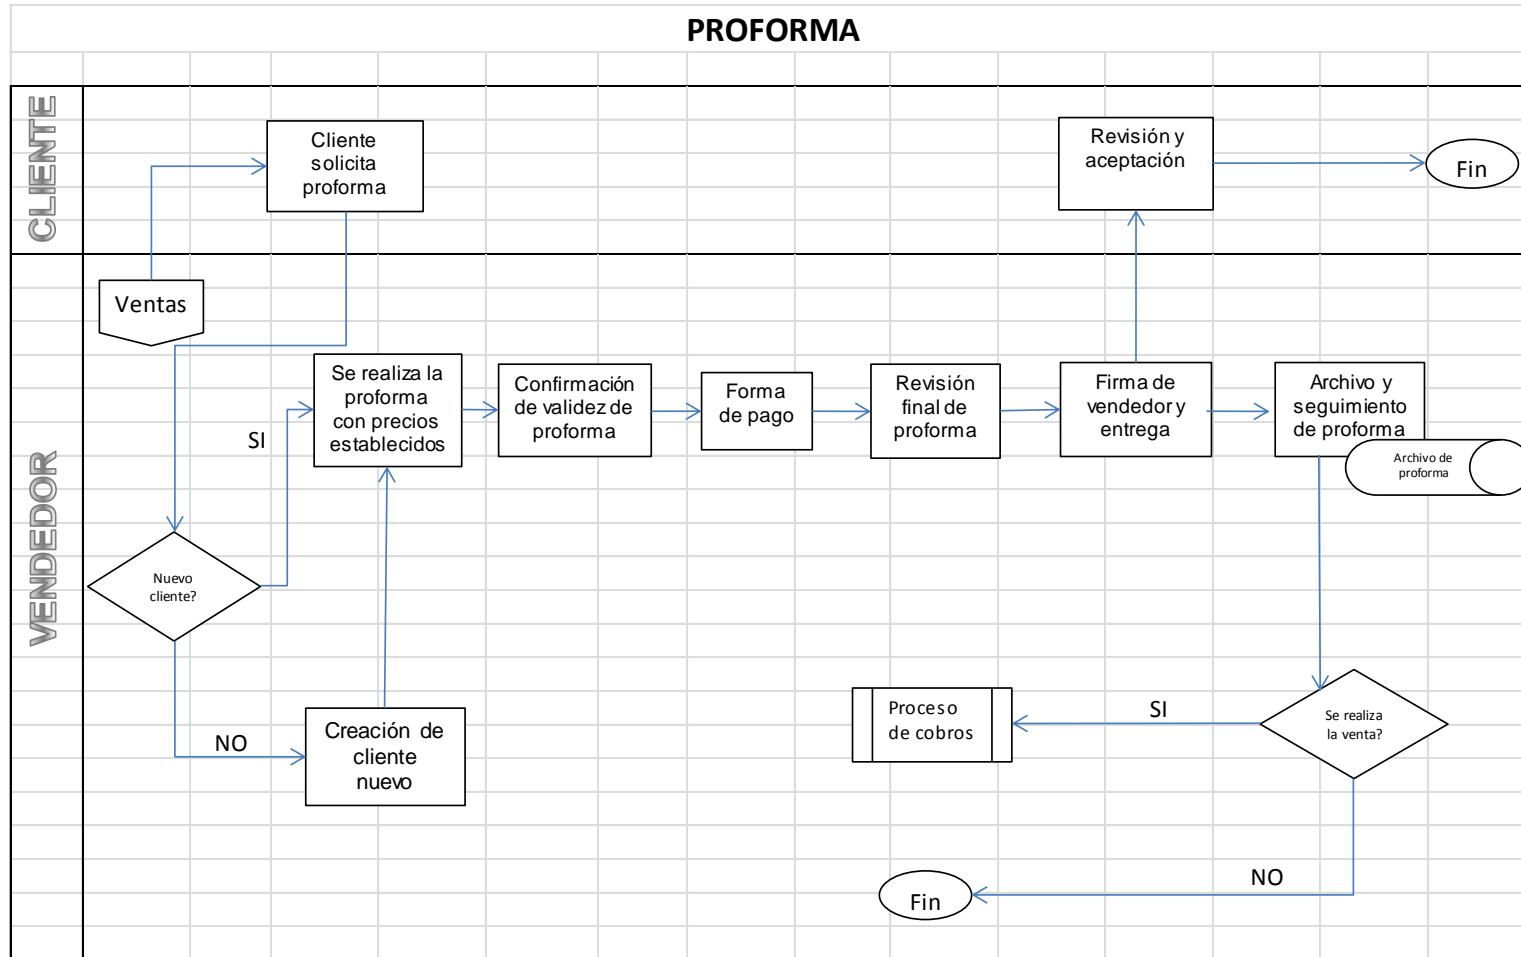 PROFORMA
CLIENTE
Cliente
solicita
proforma
Revisión y
aceptación
Fin
VENDEDOR
Ventas
Se realiza la
proforma
con precios
establecidos
Confirmación
de validez de
proforma
Forma
de pago
Revisión
final de
proforma
Firma de
vendedor y
entrega
Archivo y
seguimiento
de proforma
Archivo de
proforma
SI
Nuevo
cliente?
NO
Creación de
cliente
nuevo
Proceso
de cobros
SI
Se realiza
la venta?
NO
Fin